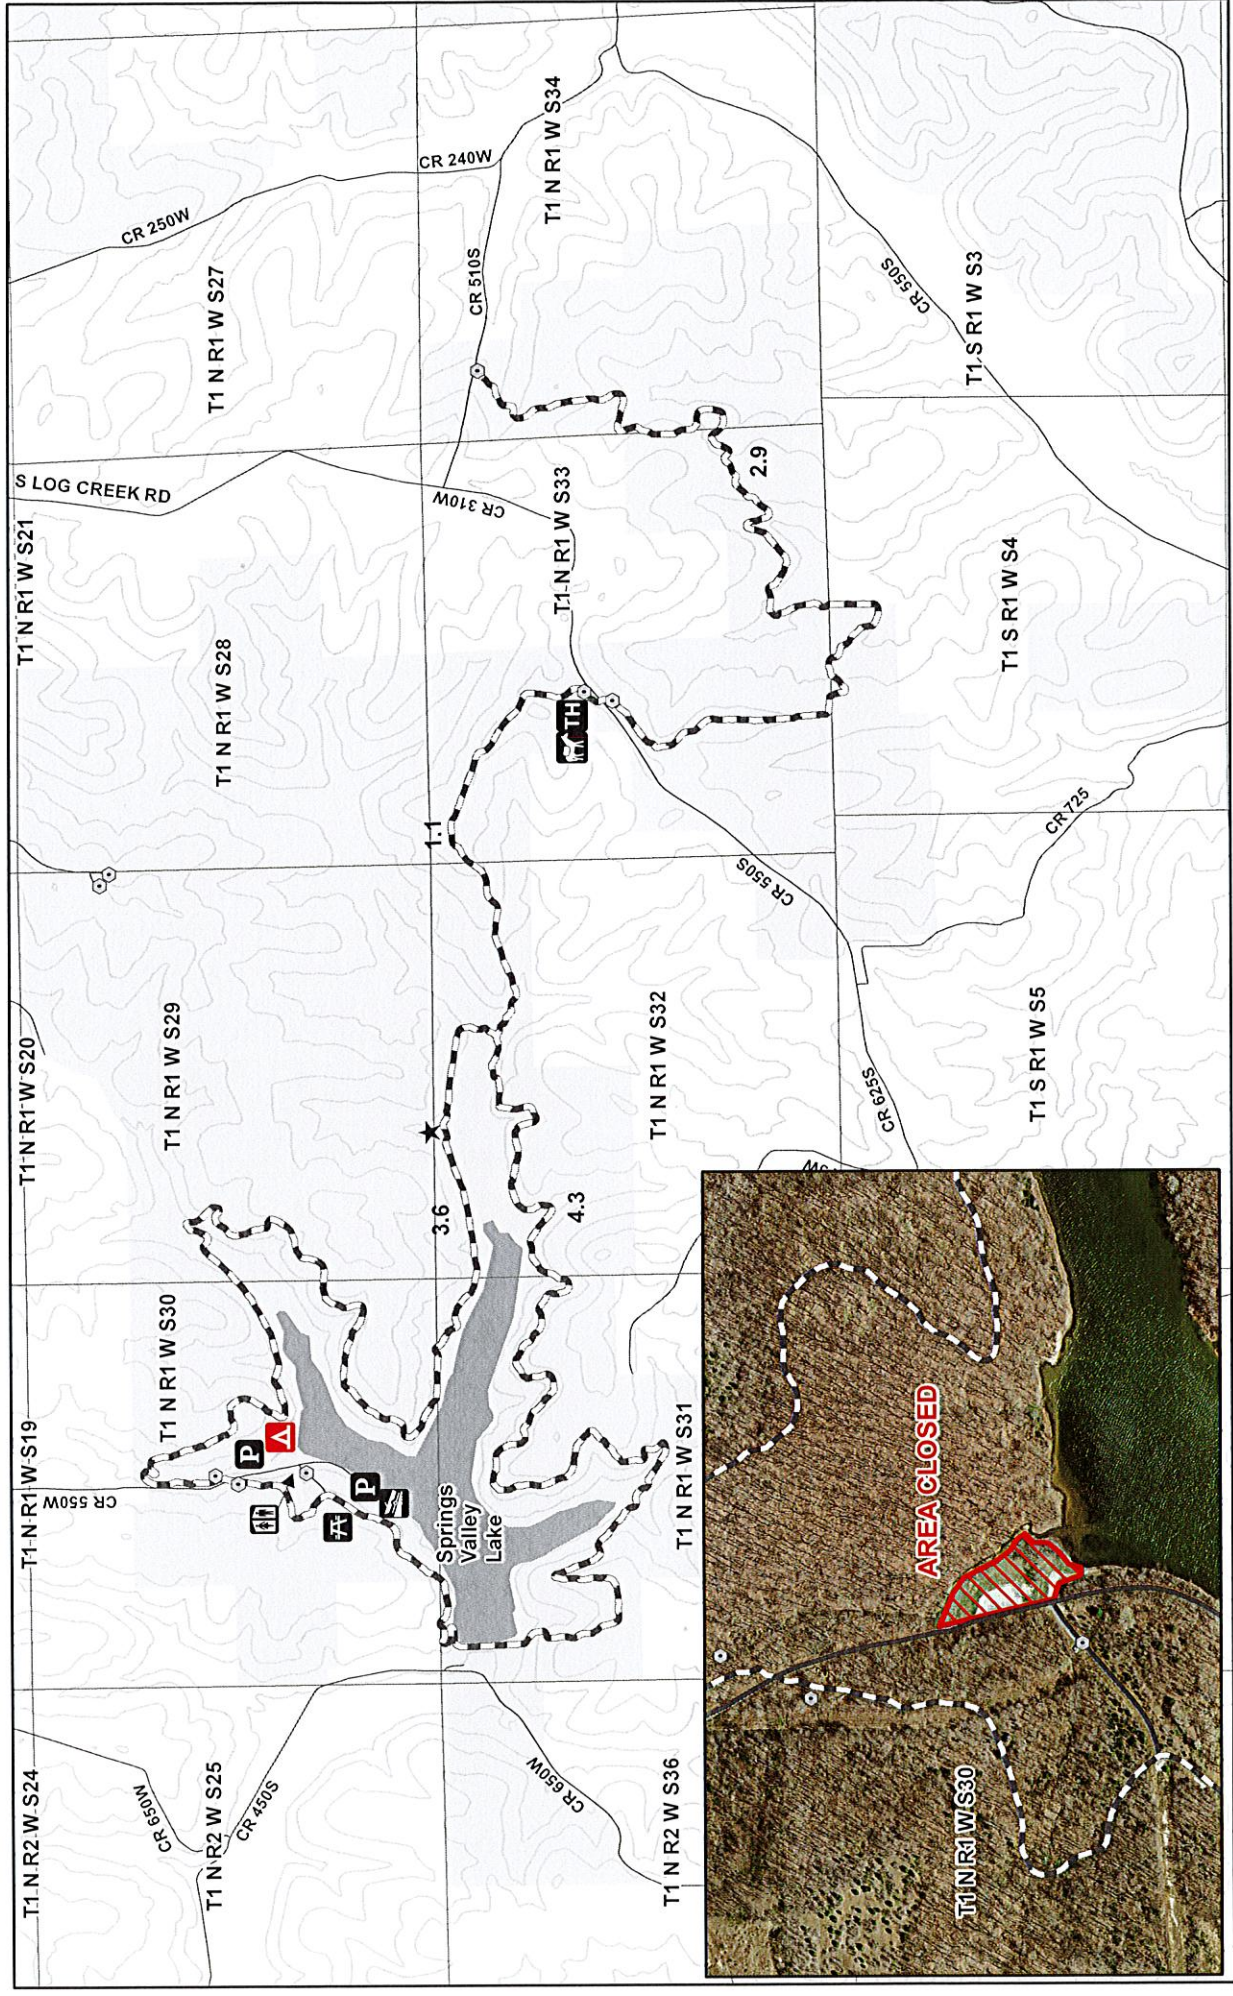 T1 N R2 W S24
T1 N R1 W S19
T1 N R1 W S20
T1 N R1 W S21
S LOG CREEK RD
CR 250W
CR 240W
CR 650W
T1 N R2 W S25
CR 450S
CR 550W
T1 N R1 W S30
T1 N R1 W S29
T1 N R1 W S28
T1 N R1 W S27
P
P
Springs
Valley
Lake
3.6
1.1
4.3
CR 310W
CR 510S
T1 N R1 W S34
T1 N R1 W S33
TH
2.9
CR 650W
T1 N R2 W S36
T1 N R1 W S31
T1 N R1 W S32
CR 550S
CR 550S
CR 625S
CR 725
T1 S R1 W S5
T1 S R1 W S4
T1 S R1 W S3
AREA CLOSED
T1 N R1 W S30